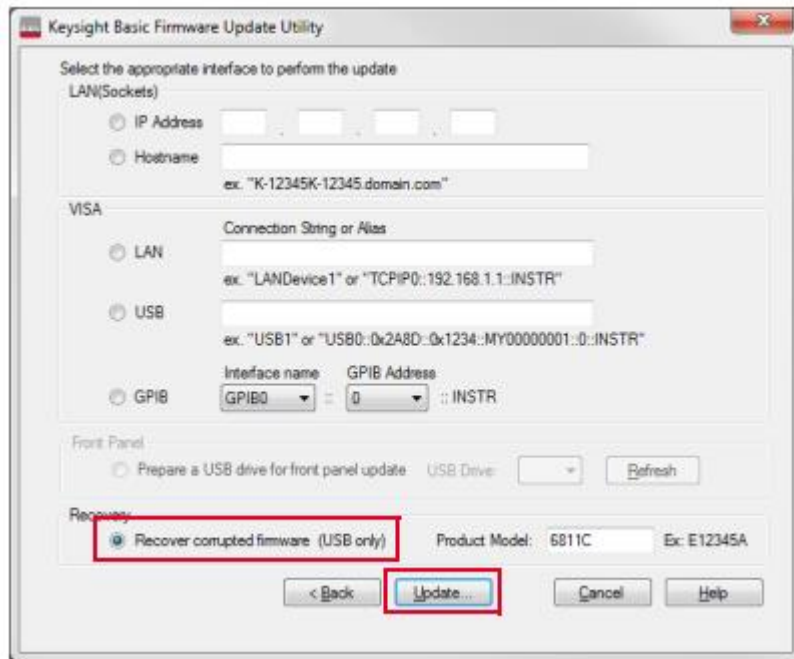 Keysight Basic Firmware Update Utility
Select the appropriate interface to perform the update
LAN(Sockets)
IP Address . . .
Hostname
ex. "K-12345K-12345.domain.com"
VISA
Connection String or Alias
LAN
ex. "LANDevice1" or "TCPIP0::192.168.1.1::INSTR"
USB
ex. "USB1" or "USB0::0x2A8D::0x1234::MY00000001::0::INSTR"
Interface name GPIB Address
GPIB GPIB0 :: 0 :: INSTR
Front Panel
Prepare a USB drive for front panel update USB Drive: Refresh
Recovery
Recover corrupted firmware (USB only) Product Model: 6811C Ex: E12345A
< Back Update... Cancel Help